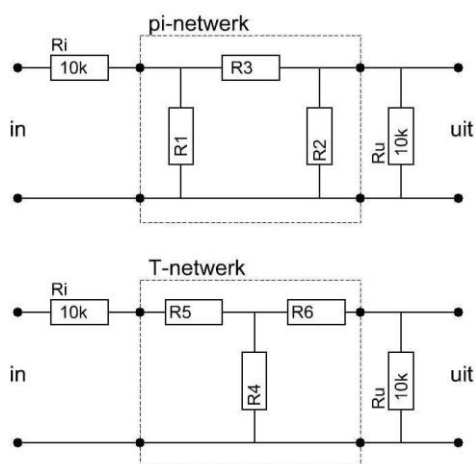 pi-netwerk
Ri
10k
R3
in
R1
R2
Ru
10k
uit
T-netwerk
Ri
10k
R5
R6
in
R4
Ru
10k
uit